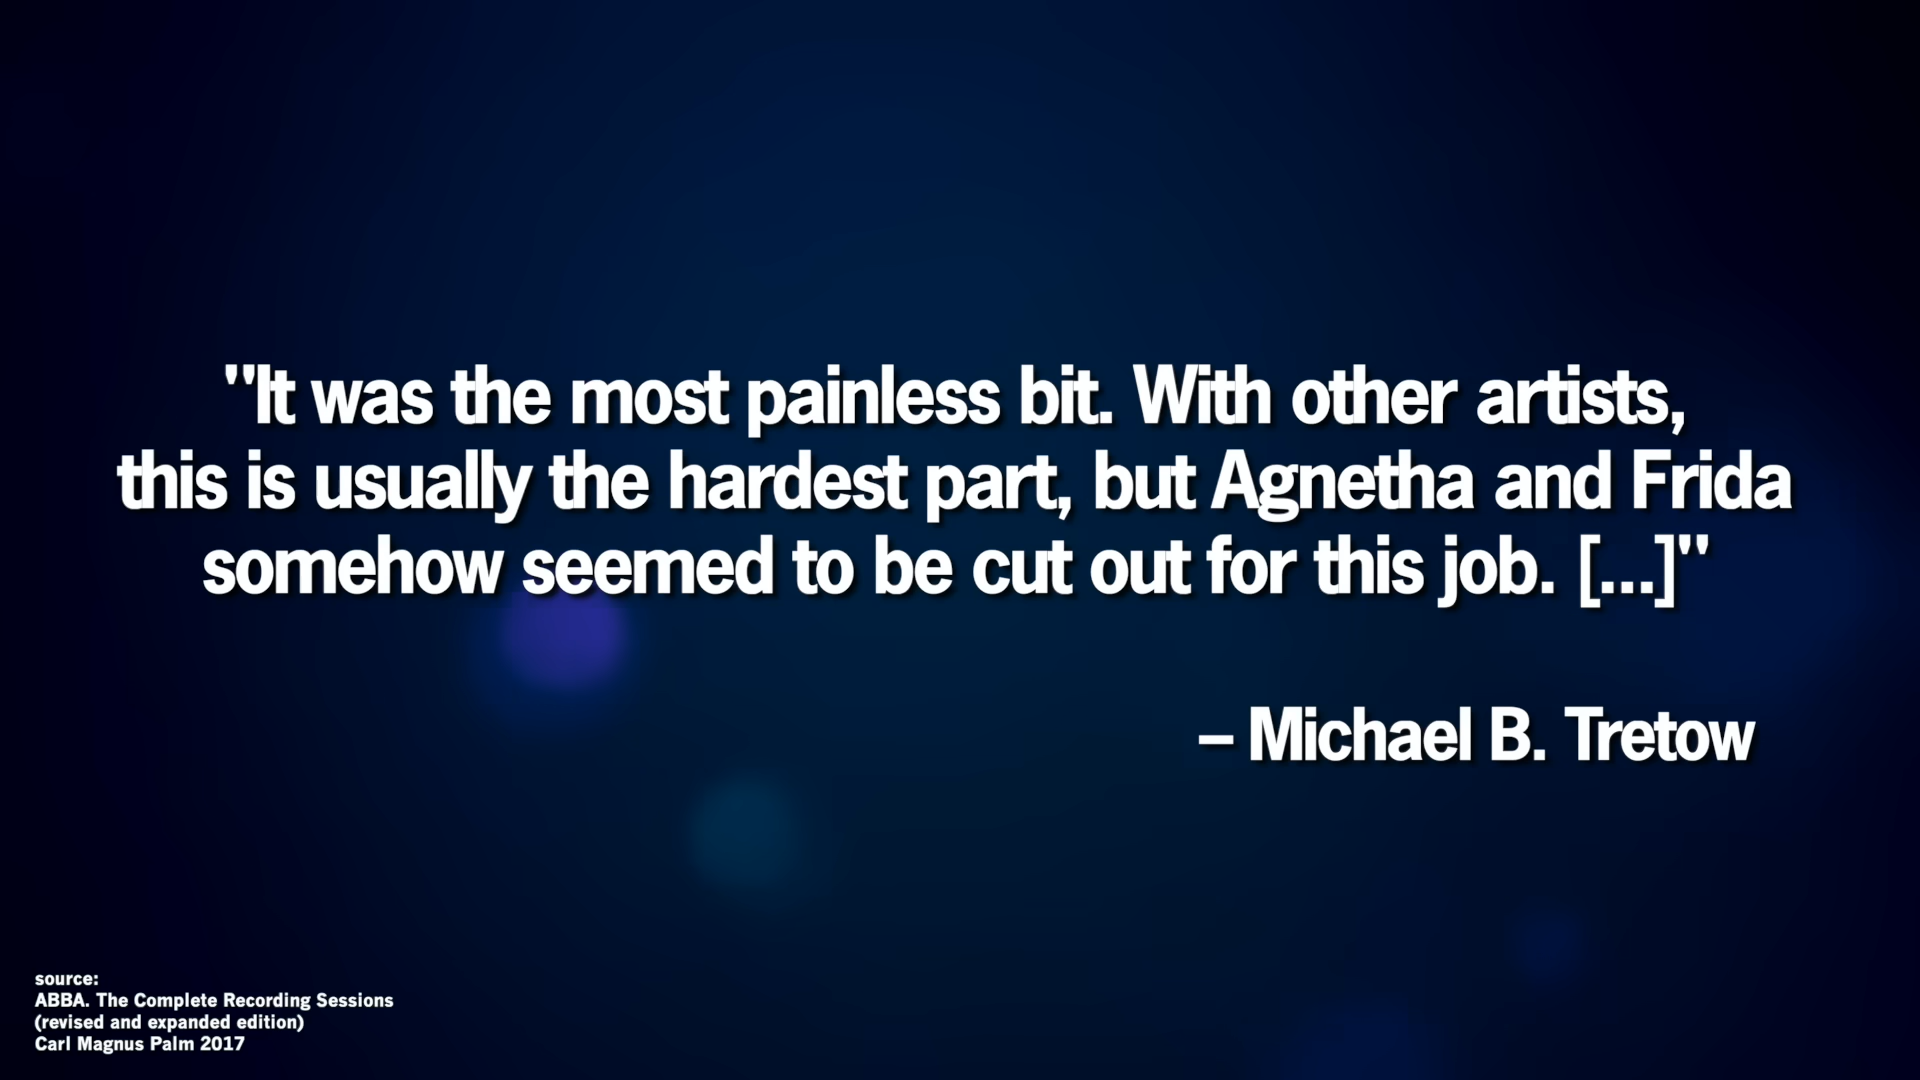 "It was the most painless bit. With other artists,
this is usually the hardest part, but Agnetha and Frida
somehow seemed to be cut out for this job. [...]"
– Michael B. Tretow
source:
ABBA. The Complete Recording Sessions
(revised and expanded edition)
Carl Magnus Palm 2017